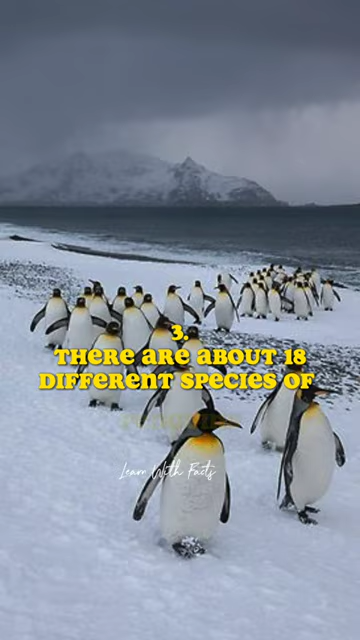 3.
THERE ARE ABOUT 18
DIFFERENT SPECIES OF
Learn With Facts